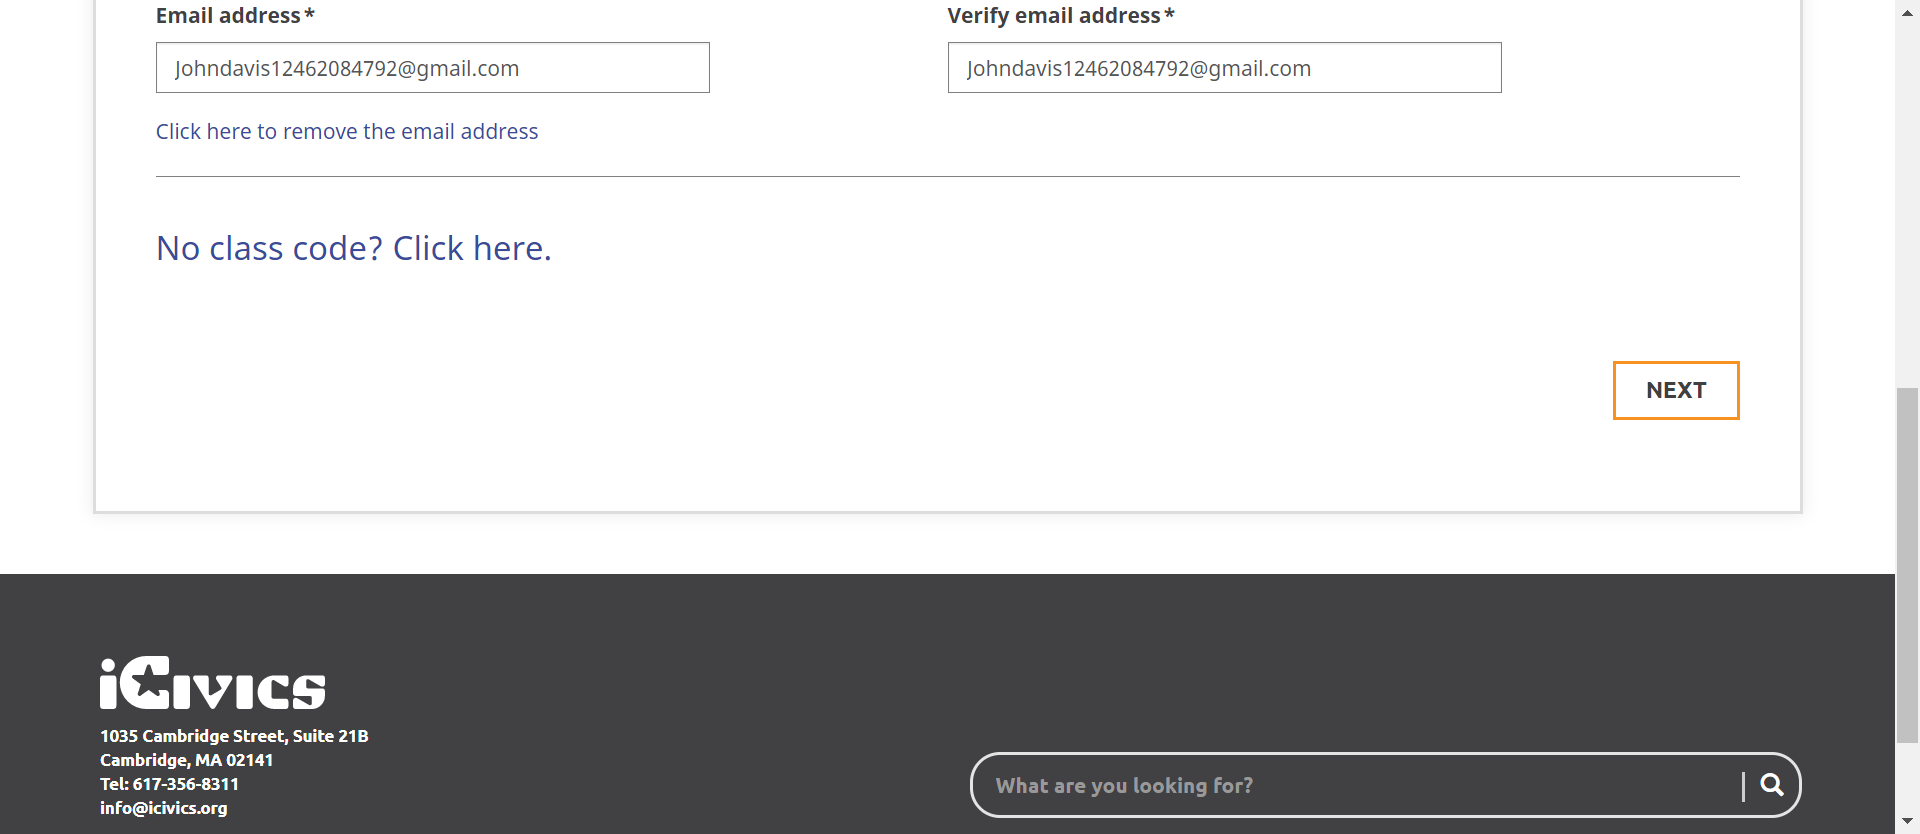 Email address*
Verify email address*
Johndavis12462084792@gmail.com
Johndavis12462084792@gmail.com
Click here to remove the email address
No class code? Click here.
NEXT
iCivics
1035 Cambridge Street, Suite 21B
Cambridge, MA 02141
Tel: 617-356-8311
info@icivics.org
What are you looking for?